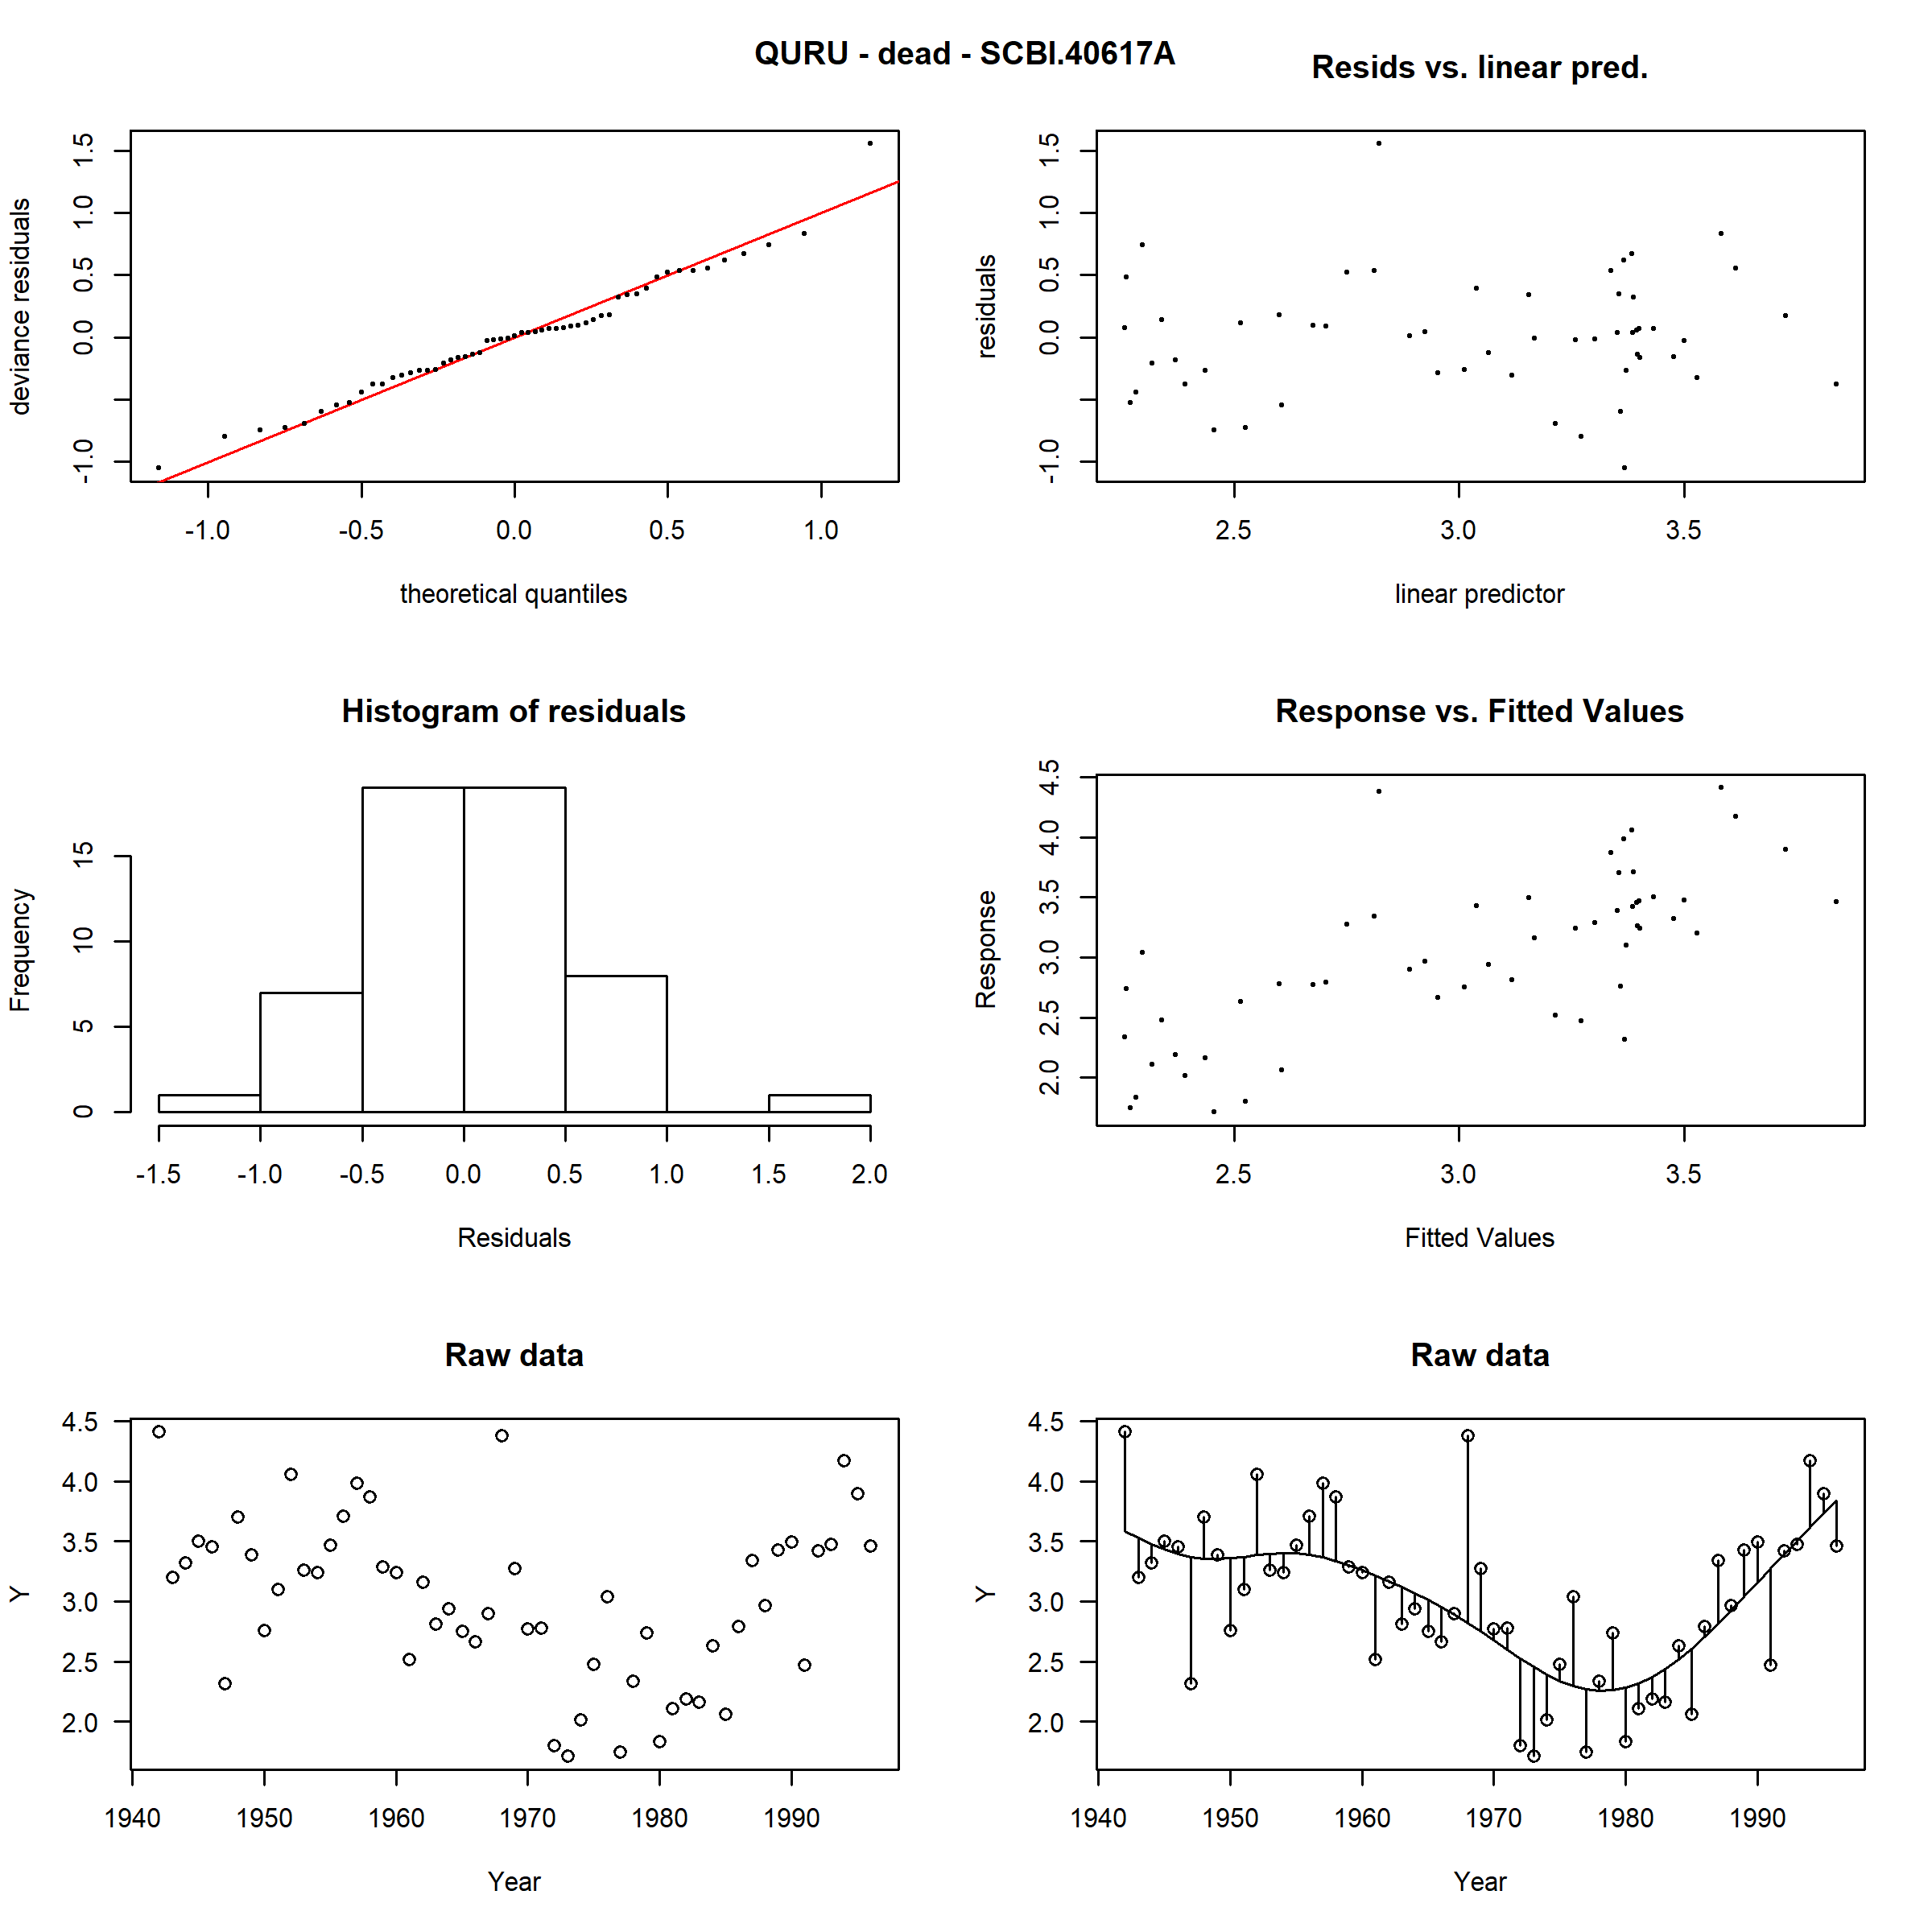 QURU - dead - SCBI.40617A
Resids vs. linear pred.
deviance residuals
-1.0 0.0 0.5 1.0 1.5
-1.0 -0.5 0.0 0.5 1.0
theoretical quantiles
residuals
-1.0 0.0 0.5 1.0 1.5
2.5 3.0 3.5
linear predictor
Histogram of residuals
Frequency
0 5 10 15
-1.5 -1.0 -0.5 0.0 0.5 1.0 1.5 2.0
Residuals
Response vs. Fitted Values
Response
2.0 2.5 3.0 3.5 4.0 4.5
2.5 3.0 3.5
Fitted Values
Raw data
Y
4.5
4.0
3.5
3.0
2.5
2.0
1940 1950 1960 1970 1980 1990
Year
Raw data
Y
4.5
4.0
3.5
3.0
2.5
2.0
1940 1950 1960 1970 1980 1990
Year